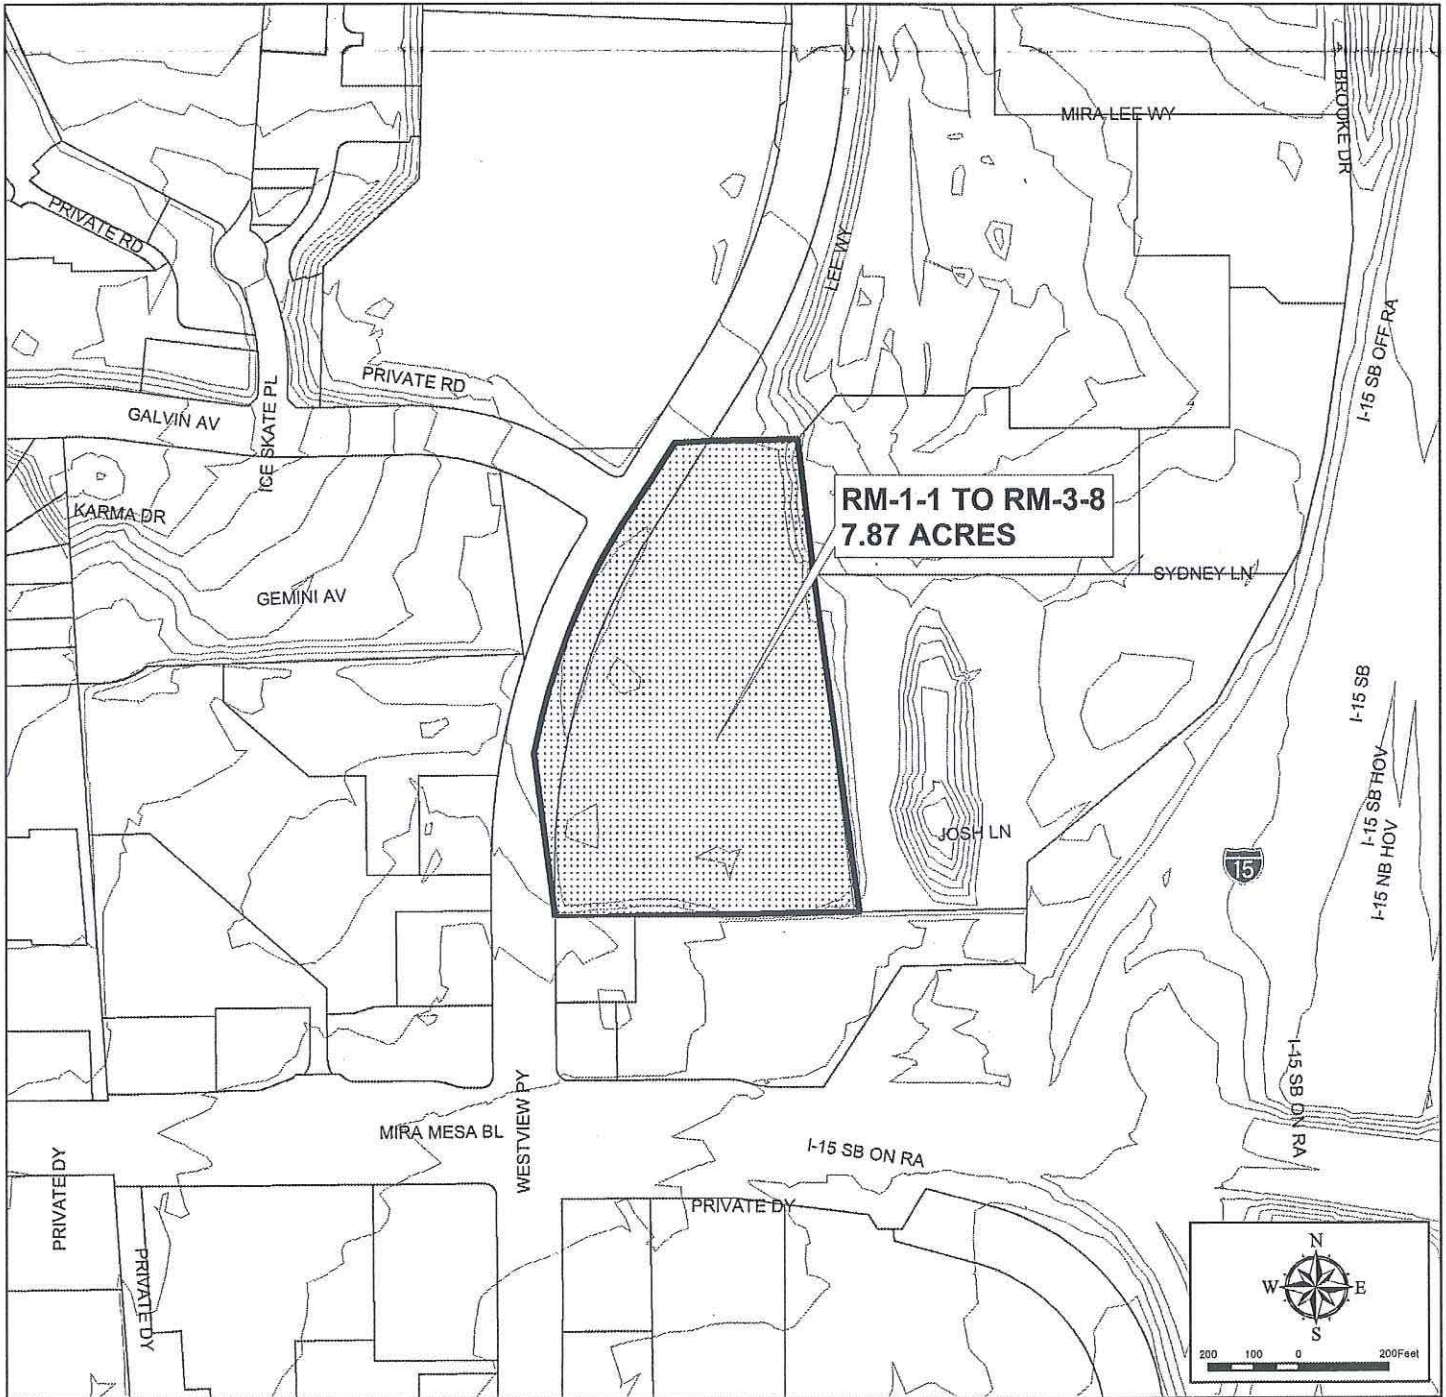 MIRA LEE WY
BROOKE DR
PRIVATE RD
LEE WY
I-15 SB OFF RA
PRIVATE RD
GALVIN AV
ICE SKATE PL
RM-1-1 TO RM-3-8
7.87 ACRES
KARMA DR
SYDNEY LN
GEMINI AV
I-15 SB
I-15 SB HOV
I-15 NB HOV
JOSH LN
15
I-15 SB ON RA
MIRA MESA BL
WESTVIEW PY
I-15 SB ON RA
PRIVATE DY
PRIVATE DY
PRIVATE DY
N
W E
S
200 100 0 200Feet